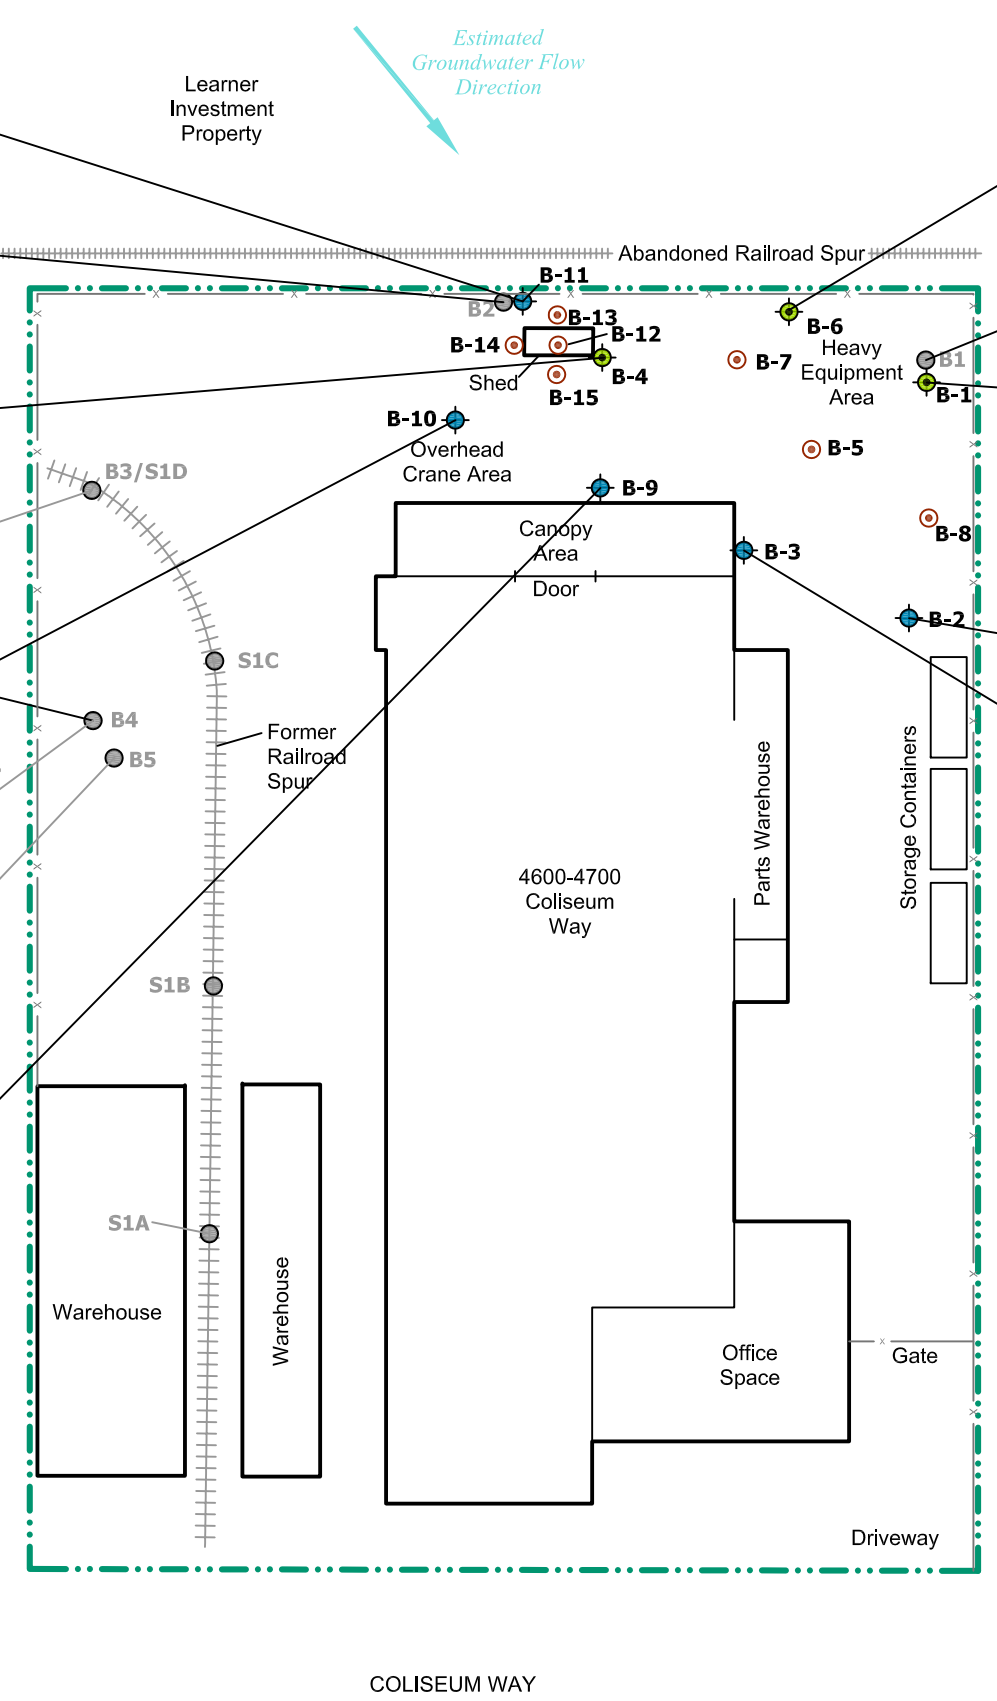 Estimated
Groundwater Flow
Direction
Learner
Investment
Property
Abandoned Railroad Spur
B-11
B2
B-13
B-6
B-12
B-14
Heavy
Equipment
Area
B-7
B1
Shed
B-4
B-15
B-1
B-10
Overhead
Crane Area
B-5
B3/S1D
B-9
Canopy
Area
B-8
B-3
Door
B-2
S1C
B4
Former
Railroad
Spur
B5
Parts Warehouse
Storage Containers
4600-4700
Coliseum
Way
S1B
S1A
Warehouse
Warehouse
Office
Space
Gate
Driveway
COLISEUM WAY